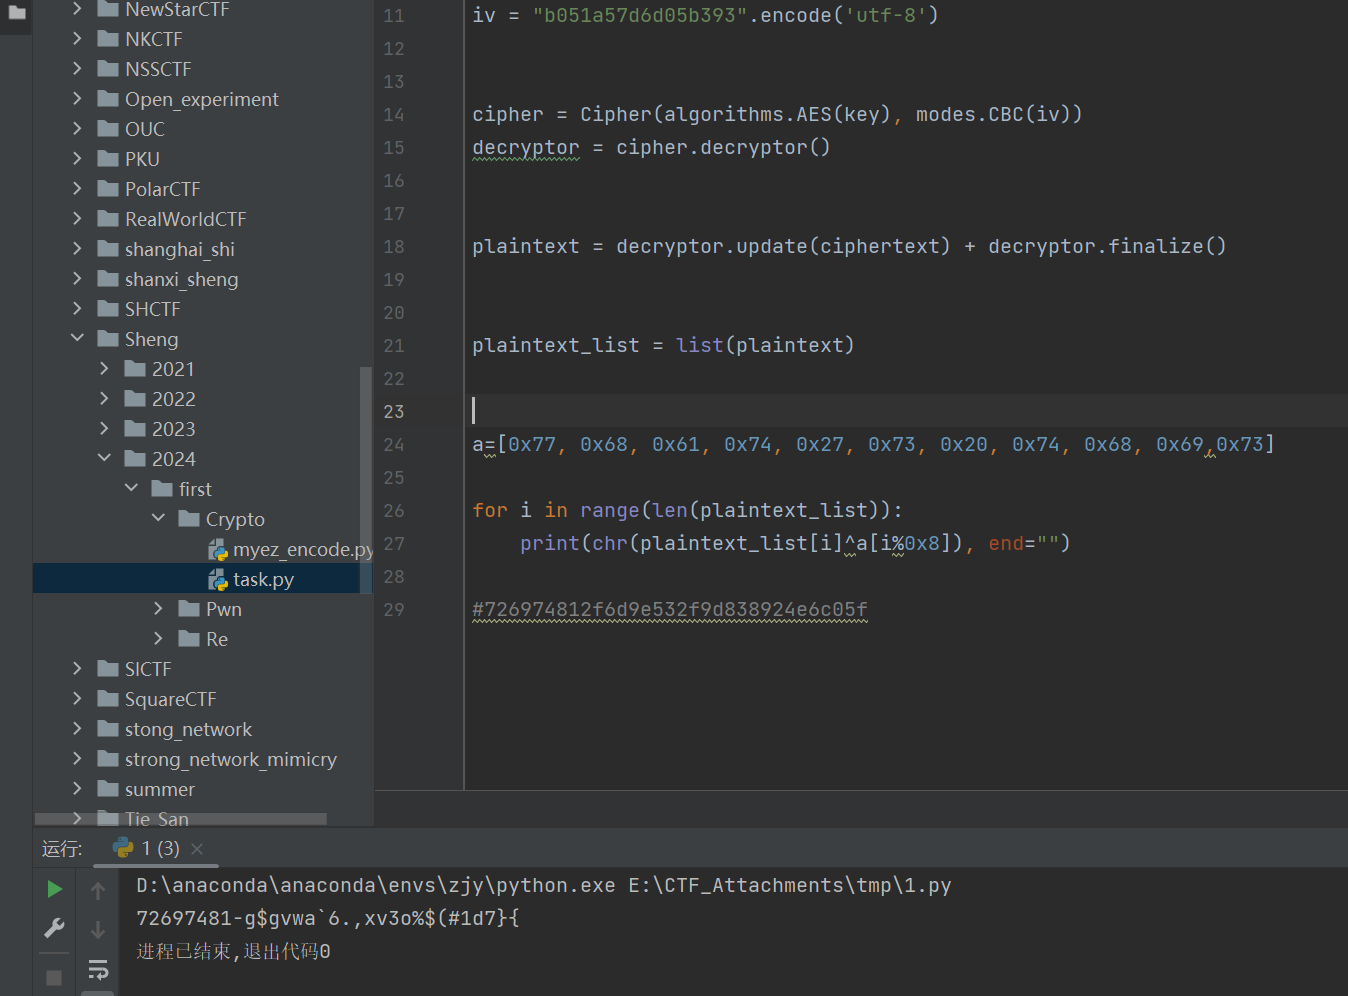 NewStarCTF
NKCTF
NSSCTF
Open_experiment
OUC
PKU
PolarCTF
RealWorldCTF
shanghai_shi
shanxi_sheng
SHCTF
Sheng
2021
2022
2023
2024
first
Crypto
myez_encode.py
task.py
Pwn
Re
SICTF
SquareCTF
stong_network
strong_network_mimicry
summer
Tie_San
11 iv = "b051a57d6d05b393".encode('utf-8')
12
13
14 cipher = Cipher(algorithms.AES(key), modes.CBC(iv))
15 decryptor = cipher.decryptor()
16
17
18 plaintext = decryptor.update(ciphertext) + decryptor.finalize()
19
20
21 plaintext_list = list(plaintext)
22
23
24 a=[0x77, 0x68, 0x61, 0x74, 0x27, 0x73, 0x20, 0x74, 0x68, 0x69,0x73]
25
26 for i in range(len(plaintext_list)):
27     print(chr(plaintext_list[i]^a[i%0x8]), end="")
28
29 #726974812f6d9e532f9d838924e6c05f
运行: 1 (3)
D:\anaconda\anaconda\envs\zjy\python.exe E:\CTF_Attachments\tmp\1.py
72697481-g$gvwa`6.,xv3o%$(#1d7}{
进程已结束,退出代码0